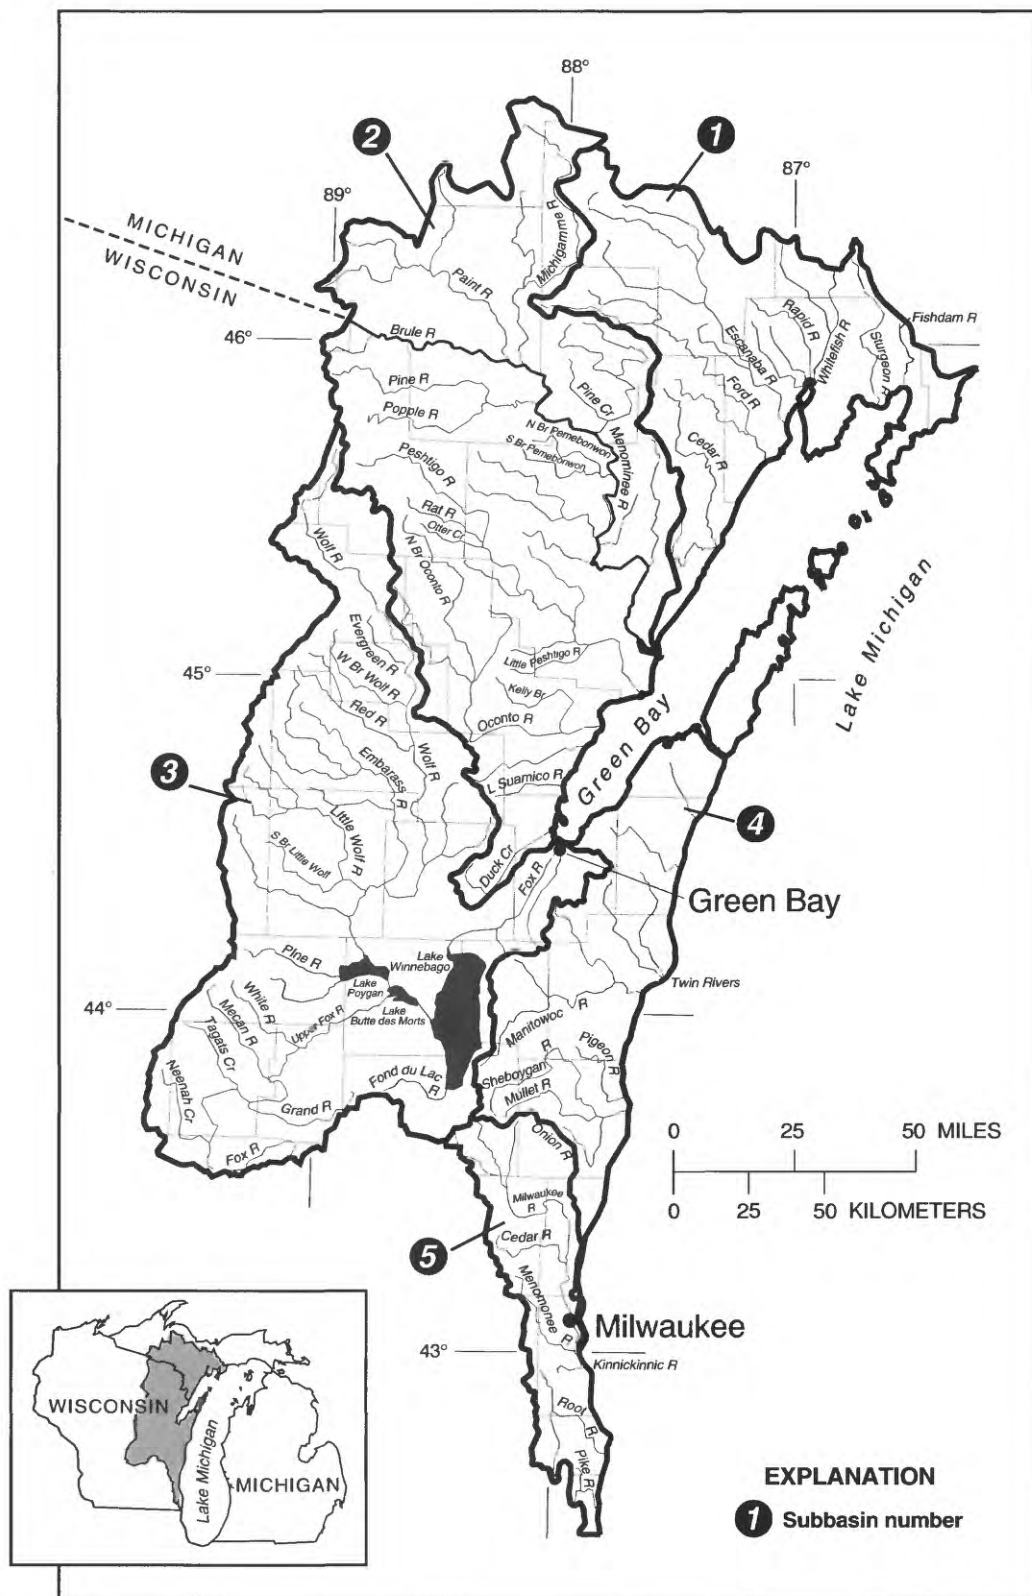 88°
2
1
87°
89°
MICHIGAN
WISCONSIN
Michigamme R
Paint R
Brule R
46°
Rapid R
Whitefish R
Escanaba R
Ford R
Sturgeon R
Fishdam R
Pine R
Popple R
Pine Cr
N Br Pemebonwon
S Br Pemebonwon
Menominee R
Cedar R
Peshtigo R
Rat R
Otter Cr
Wolf R
N Br Oconto R
Evergreen R
W Br Wolf R
Red R
Little Peshtigo R
Kelly Br
Oconto R
45°
Lake Michigan
Green Bay
Embarass R
Wolf R
L Suamico R
3
4
Little Wolf R
S Br Little Wolf
Duck Cr
Fox R
Green Bay
Pine R
Lake
Winnebago
Lake
Poygan
Lake
Butte des Morts
Twin Rivers
44°
White R
Mecan R
Tagats Cr
Upper Fox R
Neenah Cr
Manitowoc R
Pigeon R
Sheboygan R
Mullet R
Fond du Lac R
Grand R
Fox R
Onion R
0 25 50 MILES
0 25 50 KILOMETERS
Milwaukee R
5
Cedar R
Menomonee R
Milwaukee
43°
Kinnickinnic R
Root R
Pike R
WISCONSIN
Lake Michigan
MICHIGAN
EXPLANATION
1 Subbasin number